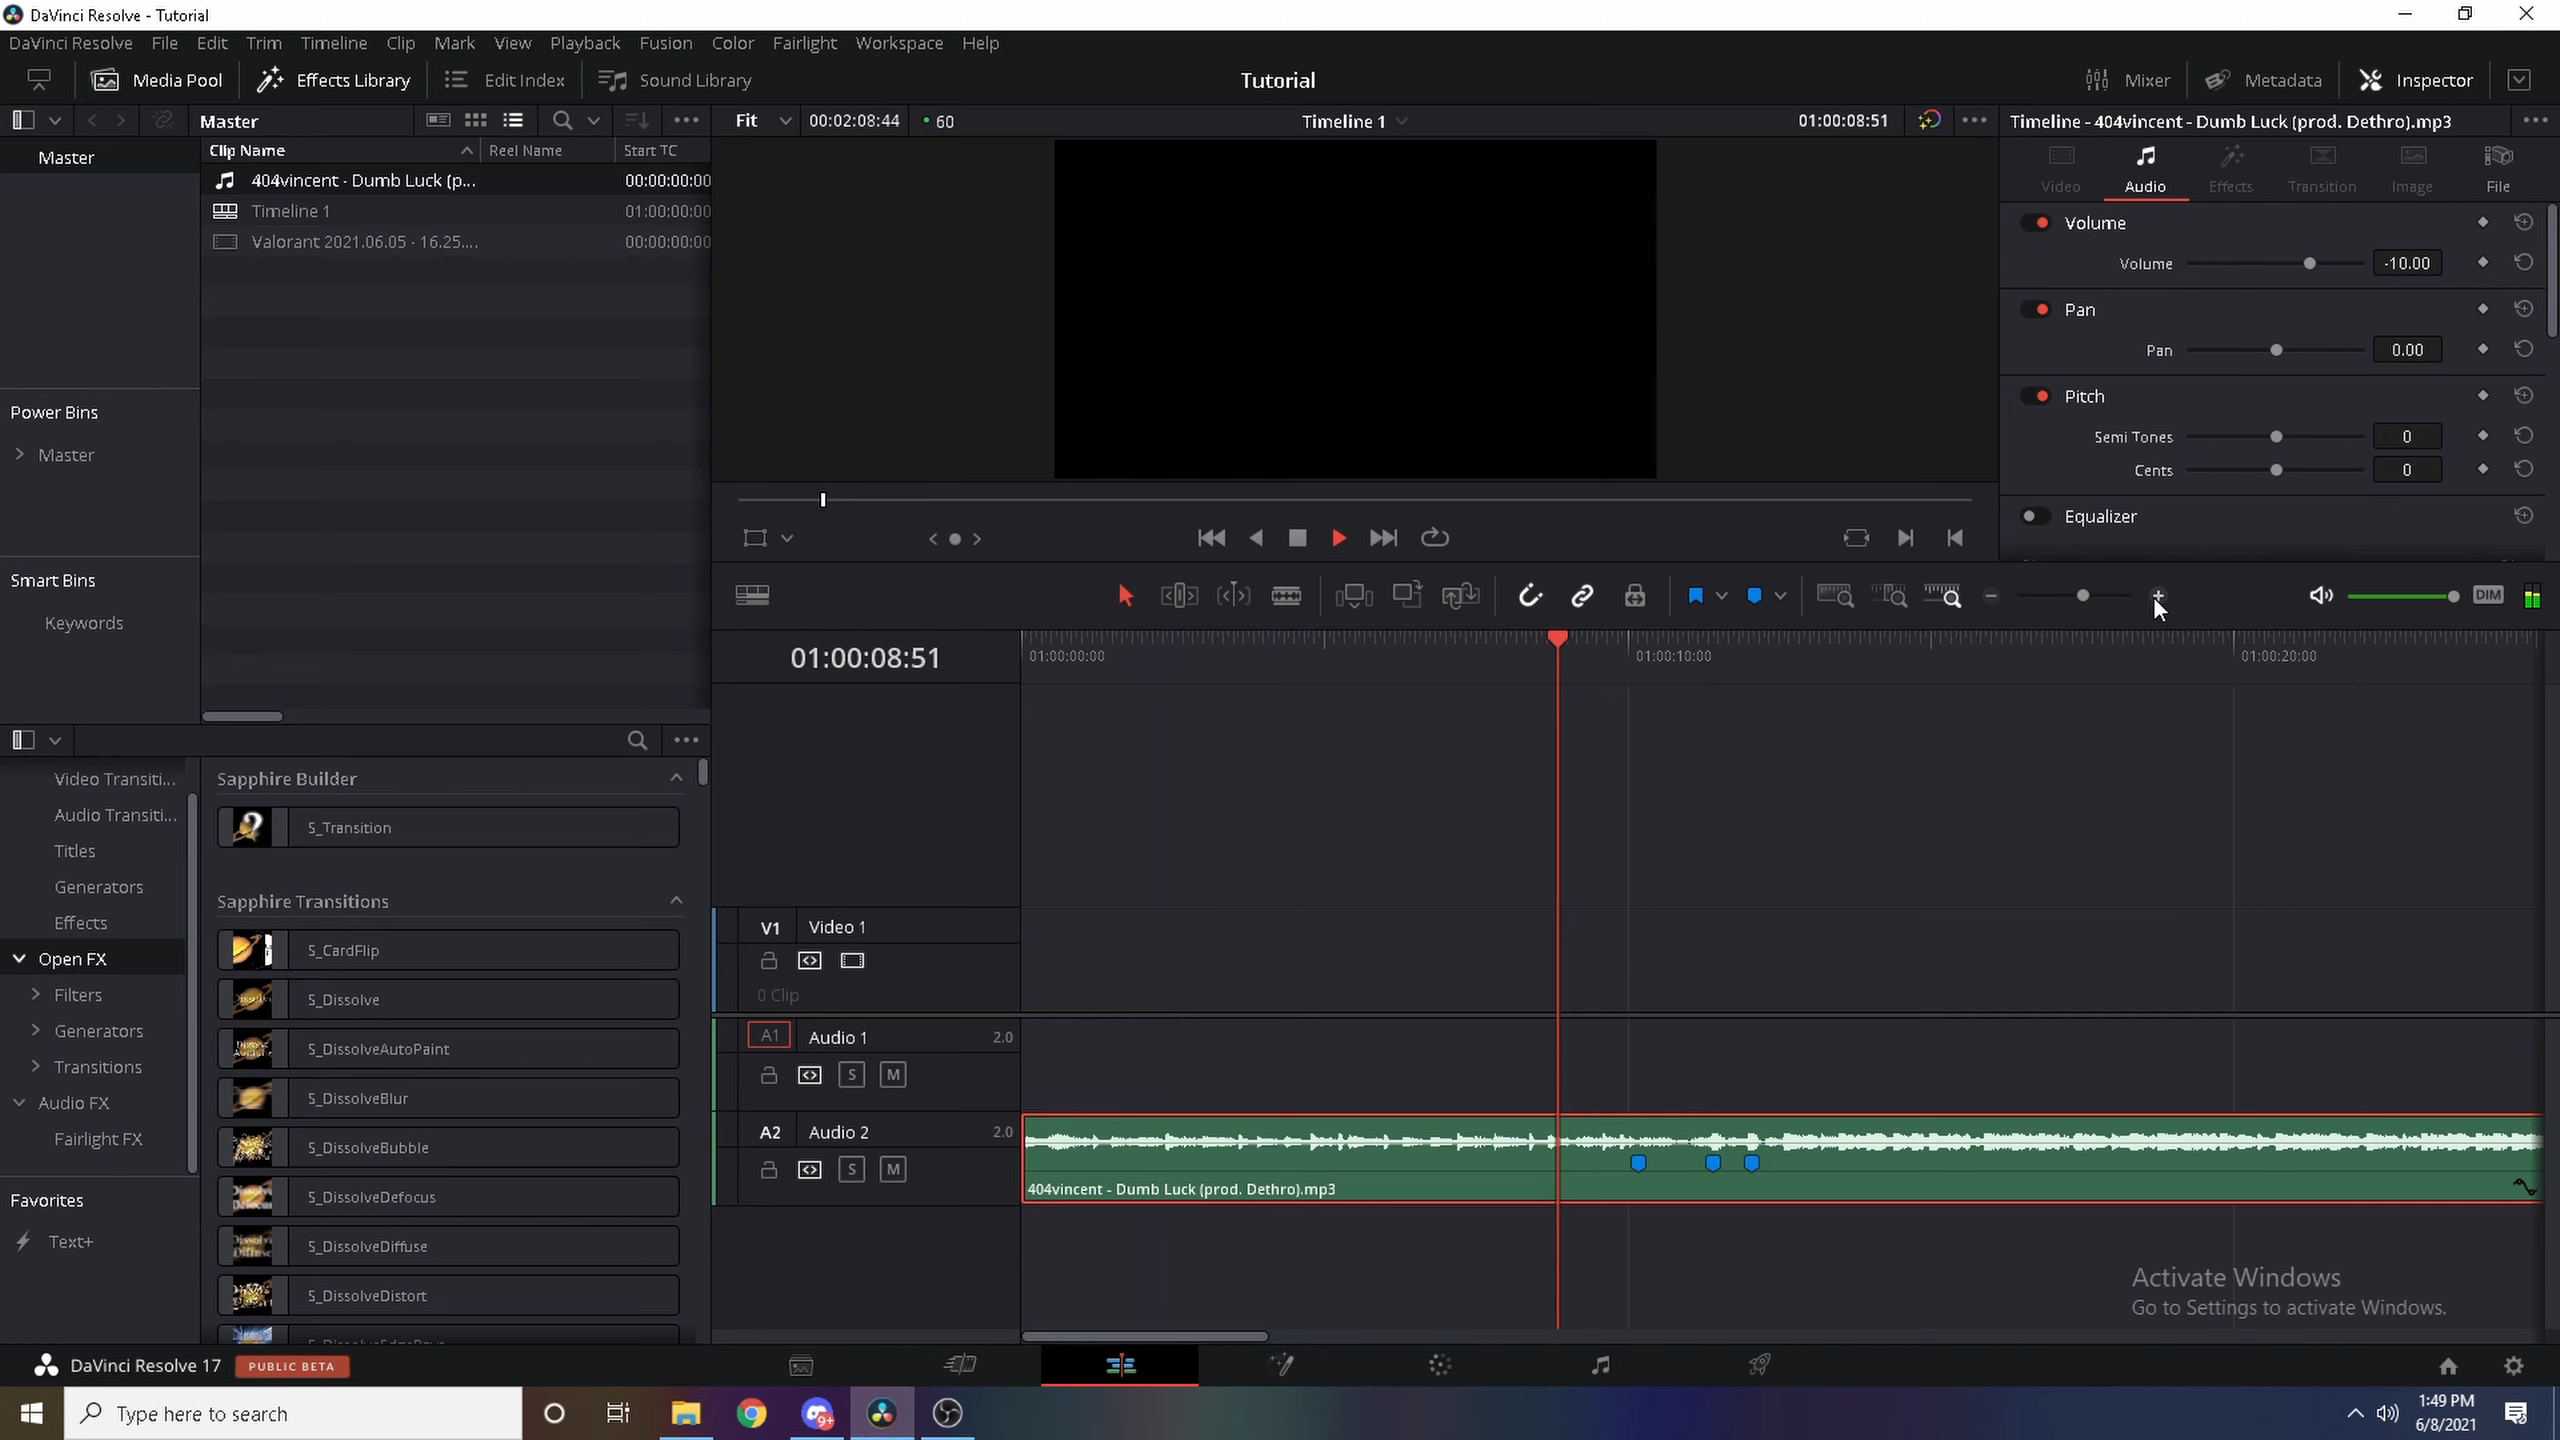 DaVinci Resolve - Tutorial
DaVinci Resolve File Edit Trim Timeline Clip Mark View Playback Fusion Color Fairlight Workspace Help
Media Pool Effects Library Edit Index Sound Library Tutorial Mixer Metadata Inspector
Master Fit 00:02:08:44 60 Timeline 1 01:00:08:51 Timeline - 404vincent - Dumb Luck (prod. Dethro).mp3
Master
Clip Name Reel Name Start TC
404vincent - Dumb Luck (p... 00:00:00:00
Timeline 1 01:00:00:00
Valorant 2021.06.05 - 16.25.... 00:00:00:00
Power Bins
Master
Smart Bins
Keywords
Video Audio Effects Transition Image File
Volume
Volume -10.00
Pan
Pan 0.00
Pitch
Semi Tones 0
Cents 0
Equalizer
DIM
01:00:08:51 01:00:00:00 01:00:10:00 01:00:20:00
Video Transiti...
Audio Transiti...
Titles
Generators
Effects
Open FX
Filters
Generators
Transitions
Audio FX
Fairlight FX
Favorites
Text+
Sapphire Builder
S_Transition
Sapphire Transitions
S_CardFlip
S_Dissolve
S_DissolveAutoPaint
S_DissolveBlur
S_DissolveBubble
S_DissolveDefocus
S_DissolveDiffuse
S_DissolveDistort
V1 Video 1
0 Clip
A1 Audio 1 2.0
S M
A2 Audio 2 2.0
S M
404vincent - Dumb Luck (prod. Dethro).mp3
Activate Windows
Go to Settings to activate Windows.
DaVinci Resolve 17 PUBLIC BETA
Type here to search
9+
1:49 PM
6/8/2021